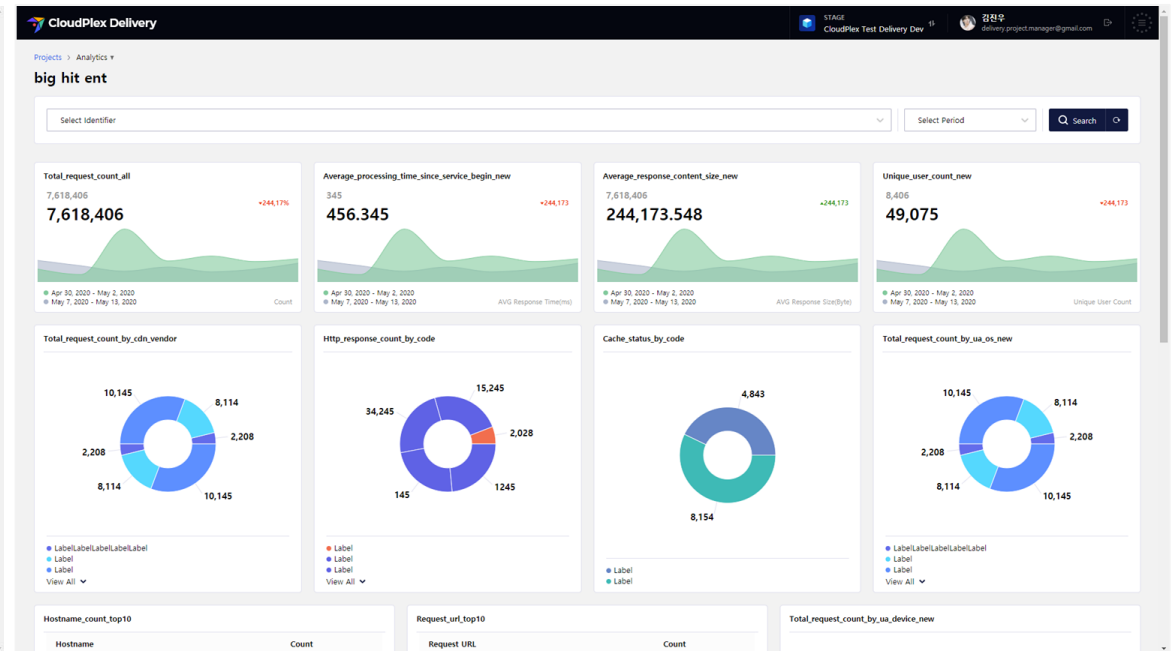 CloudPlex Delivery
STAGE
CloudPlex Test Delivery Dev
김진우
delivery.project.manager@gmail.com
Projects > Analytics ▾
big hit ent
Select Identifier
Select Period
Search
Total_request_count_all
7,618,406
7,618,406
+244,17%
Apr 30, 2020 - May 2, 2020
May 7, 2020 - May 13, 2020
Count
Average_processing_time_since_service_begin_new
345
456.345
+244,173
Apr 30, 2020 - May 2, 2020
May 7, 2020 - May 13, 2020
AVG Response Time(ms)
Average_response_content_size_new
7,618,406
244,173.548
+244,173
Apr 30, 2020 - May 2, 2020
May 7, 2020 - May 13, 2020
AVG Response Size(Byte)
Unique_user_count_new
8,406
49,075
+244,173
Apr 30, 2020 - May 2, 2020
May 7, 2020 - May 13, 2020
Unique User Count
Total_request_count_by_cdn_vendor
10,145
8,114
2,208
2,208
8,114
10,145
LabelLabelLabelLabelLabel
Label
Label
View All
Http_response_count_by_code
15,245
34,245
2,028
145
1245
Label
Label
Label
View All
Cache_status_by_code
4,843
8,154
Label
Label
Total_request_count_by_ua_os_new
10,145
8,114
2,208
2,208
8,114
10,145
LabelLabelLabelLabelLabel
Label
Label
View All
Hostname_count_top10
Hostname Count
Request_url_top10
Request URL Count
Total_request_count_by_ua_device_new